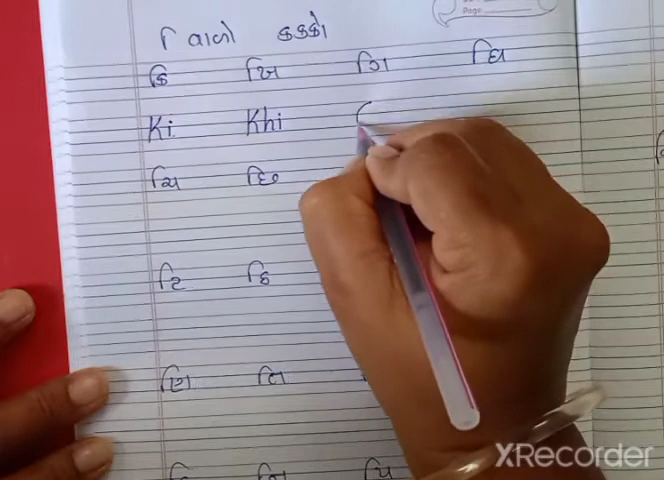 િ વાળો કક્કો
કિ ખિ ગિ ઘિ
Ki Khi
ચિ છિ
ટિ ઠિ
ણિ તિ
XRecorder